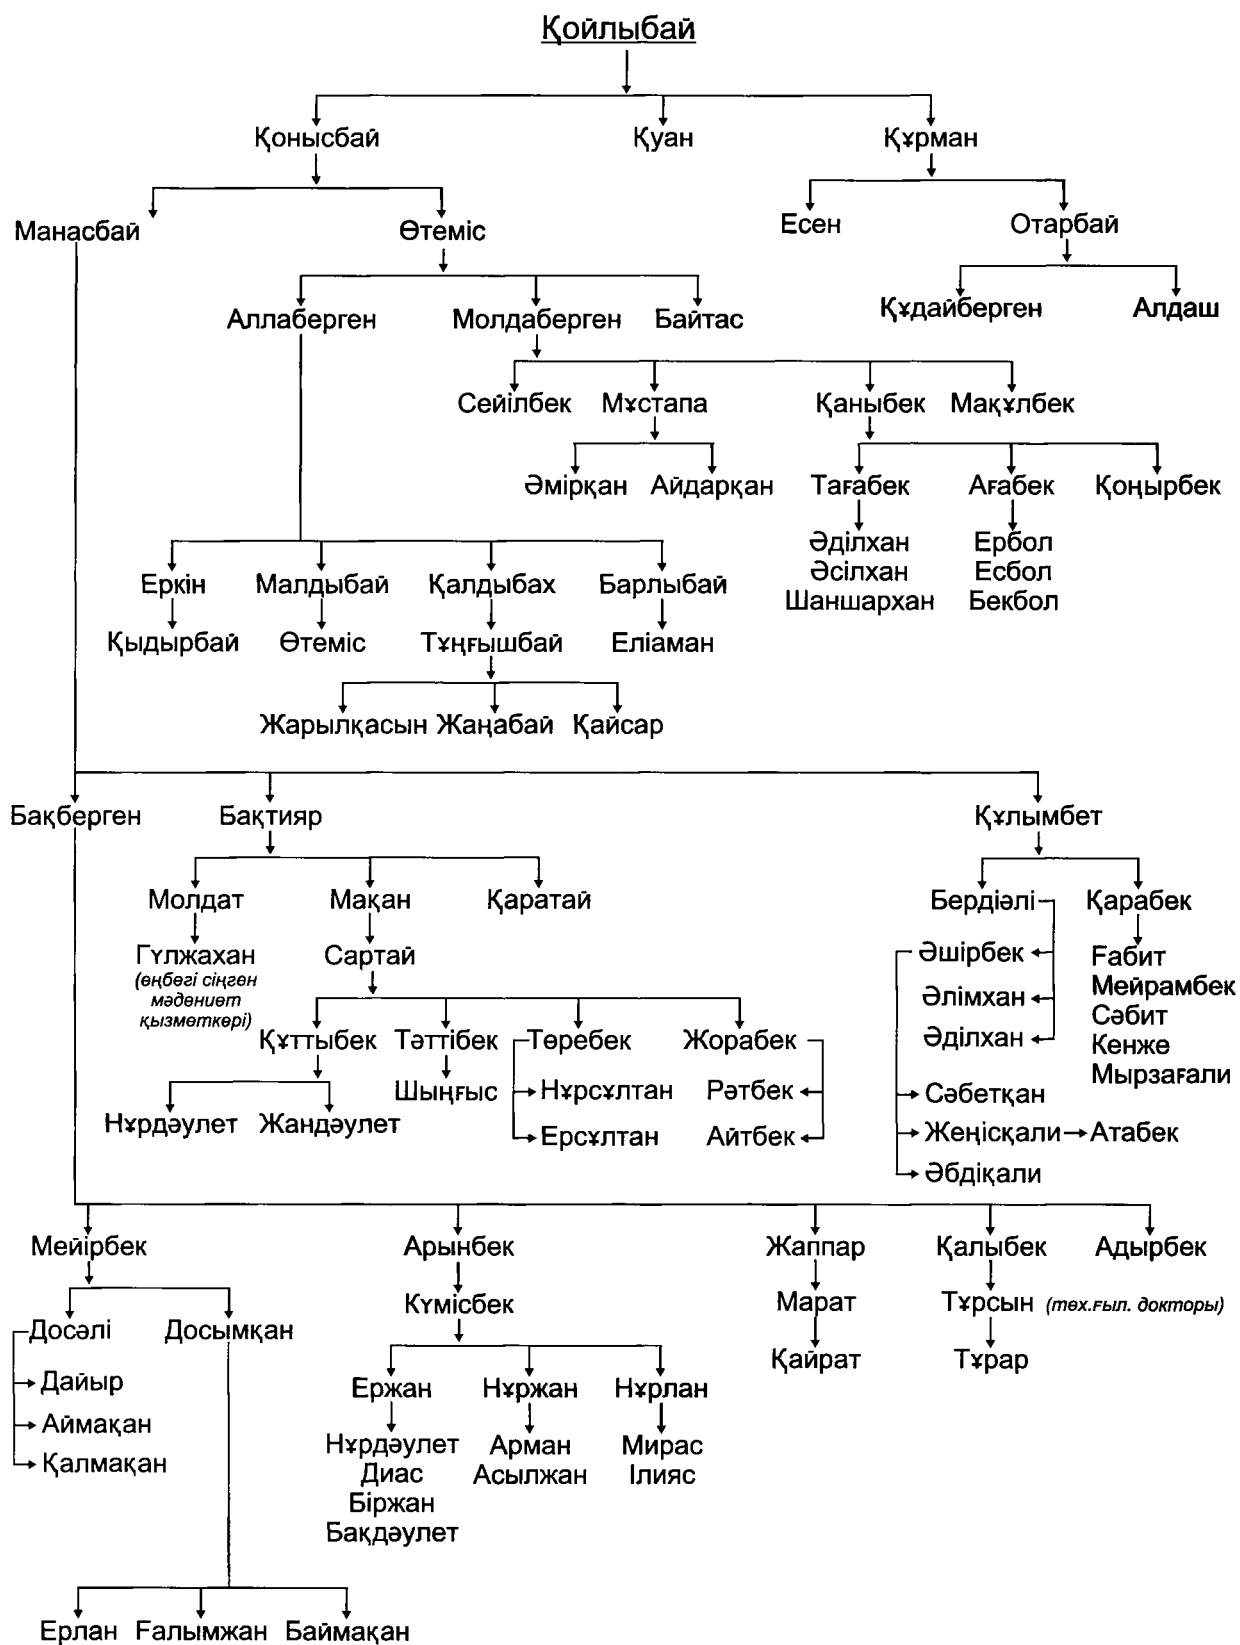 Қойлыбай
Қонысбай Қуан Құрман
Манасбай Өтеміс Есен Отарбай
Аллаберген Молдаберген Байтас Құдайберген Алдаш
Сейілбек Мұстапа Қаныбек Мақұлбек
Әмірқан Айдарқан Тағабек Ағабек Қоңырбек
Әділхан Ербол
Әсілхан Есбол
Шаншархан Бекбол
Еркін Малдыбай Қалдыбах Барлыбай
Қыдырбай Өтеміс Тұңғышбай Еліаман
Жарылқасын Жаңабай Қайсар
Бақберген Бақтияр Құлымбет
Молдат Мақан Қаратай Бердіәлі Қарабек
Гүлжахан Сартай Әшірбек Ғабит
(еңбегі сіңген
мәдениет Әлімхан Мейрамбек
қызметкері) Сәбит
Құттыбек Тәттібек Төребек Жорабек Әділхан Кенже
Мырзағали
Шыңғыс Нұрсұлтан Рәтбек Сәбетқан
Нұрдәулет Жандәулет Ерсұлтан Айтбек Жеңісқали Атабек
Әбдіқали
Мейірбек Арынбек Жаппар Қалыбек Адырбек
Күмісбек Марат Тұрсын (тех.ғыл. докторы)
Досәлі Досымқан
Қайрат Тұрар
Дайыр Ержан Нұржан Нұрлан
Аймақан
Нұрдәулет Арман Мирас
Қалмақан
Диас Асылжан Ілияс
Біржан
Бақдәулет
Ерлан Ғалымжан Баймақан